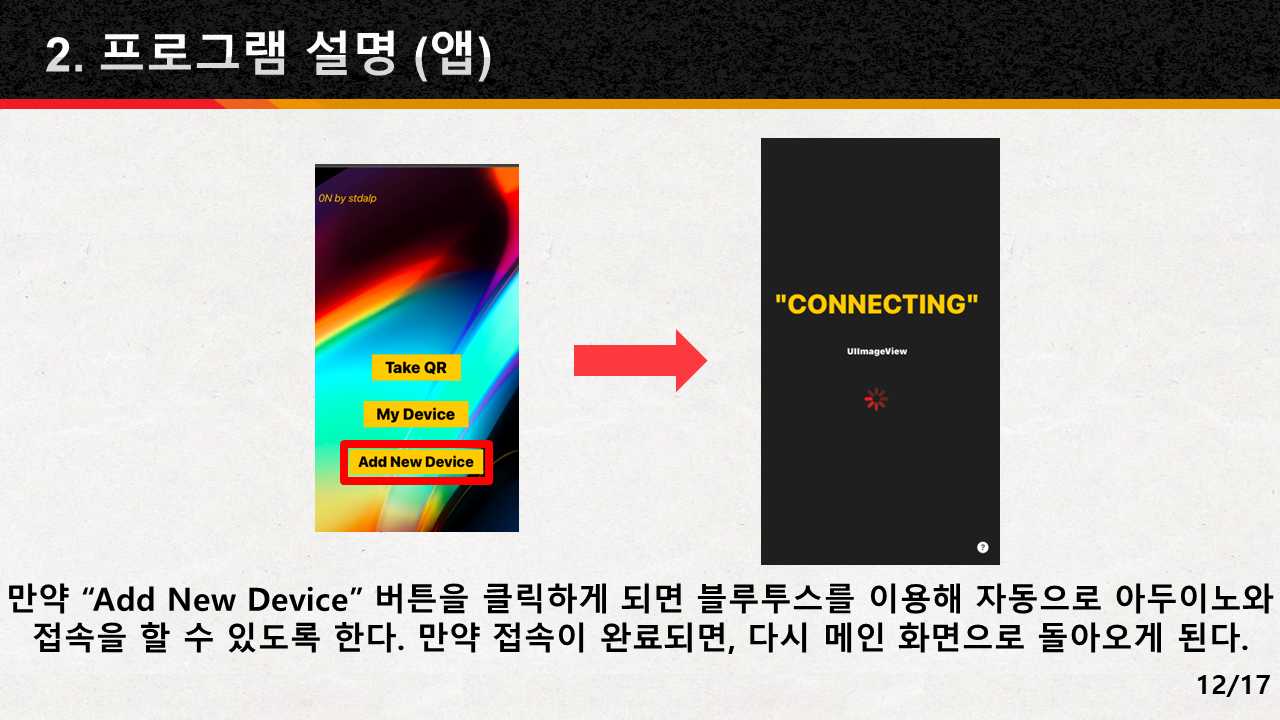 2. 프로그램 설명 (앱)
0N by stdalp
Take QR
My Device
Add New Device
"CONNECTING"
UIImageView
?
만약 “Add New Device” 버튼을 클릭하게 되면 블루투스를 이용해 자동으로 아두이노와
접속을 할 수 있도록 한다. 만약 접속이 완료되면, 다시 메인 화면으로 돌아오게 된다.
12/17